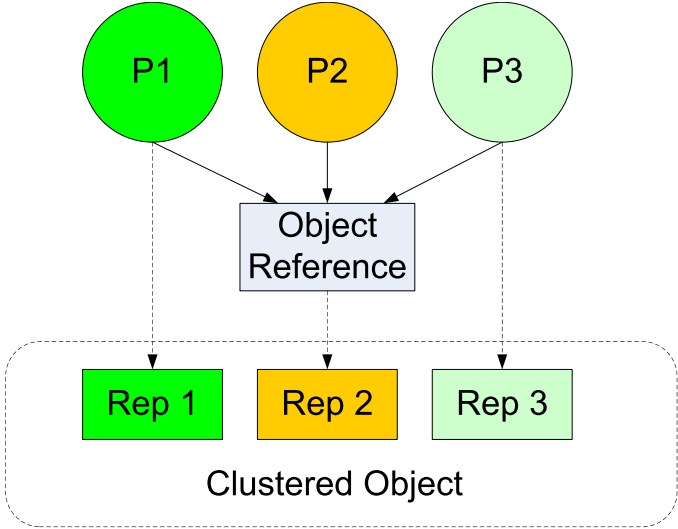 P1
P2
P3
Object
Reference
Rep 1
Rep 2
Rep 3
Clustered Object